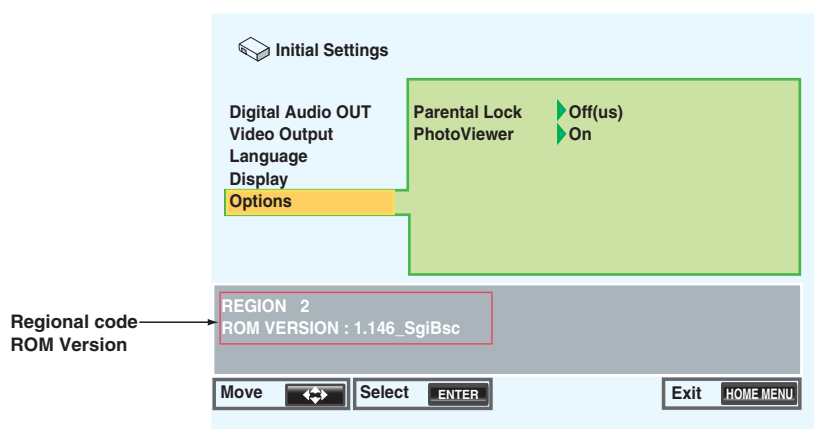 Initial Settings
Digital Audio OUT
Video Output
Language
Display
Options
Parental Lock Off(us)
PhotoViewer On
Regional code
ROM Version
REGION 2
ROM VERSION : 1.146_SgiBsc
Move
Select ENTER
Exit HOME MENU